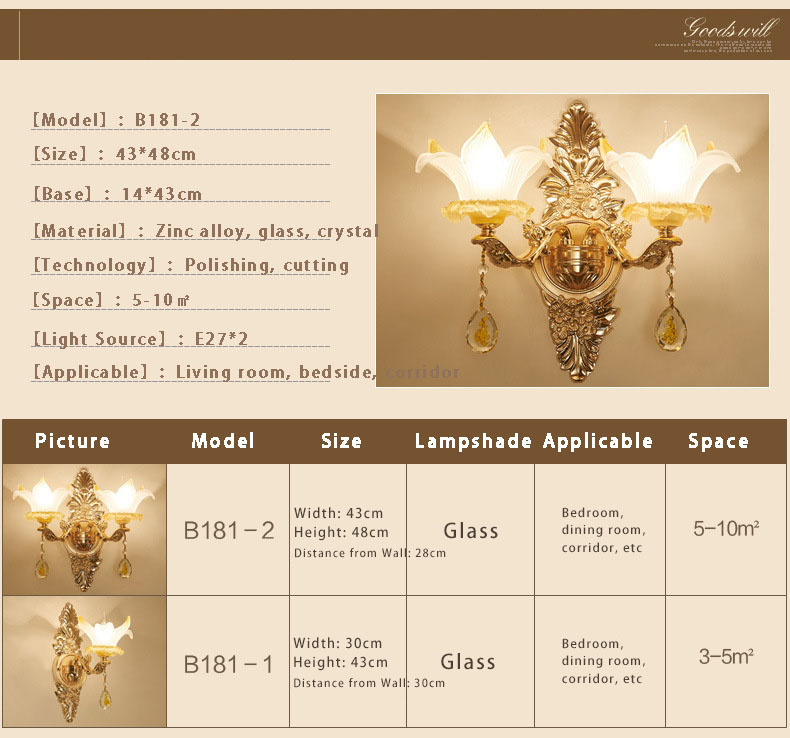 Goods will
[Model] : B181-2
[Size] : 43*48cm
[Base] : 14*43cm
[Material] : Zinc alloy, glass, crystal
[Technology] : Polishing, cutting
[Space] : 5-10㎡
[Light Source] : E27*2
[Applicable] : Living room, bedside, corridor
Picture Model Size Lampshade Applicable Space
B181-2
Width: 43cm
Height: 48cm
Distance from Wall: 28cm
Glass
Bedroom,
dining room,
corridor, etc
5-10m²
B181-1
Width: 30cm
Height: 43cm
Distance from Wall: 30cm
Glass
Bedroom,
dining room,
corridor, etc
3-5m²